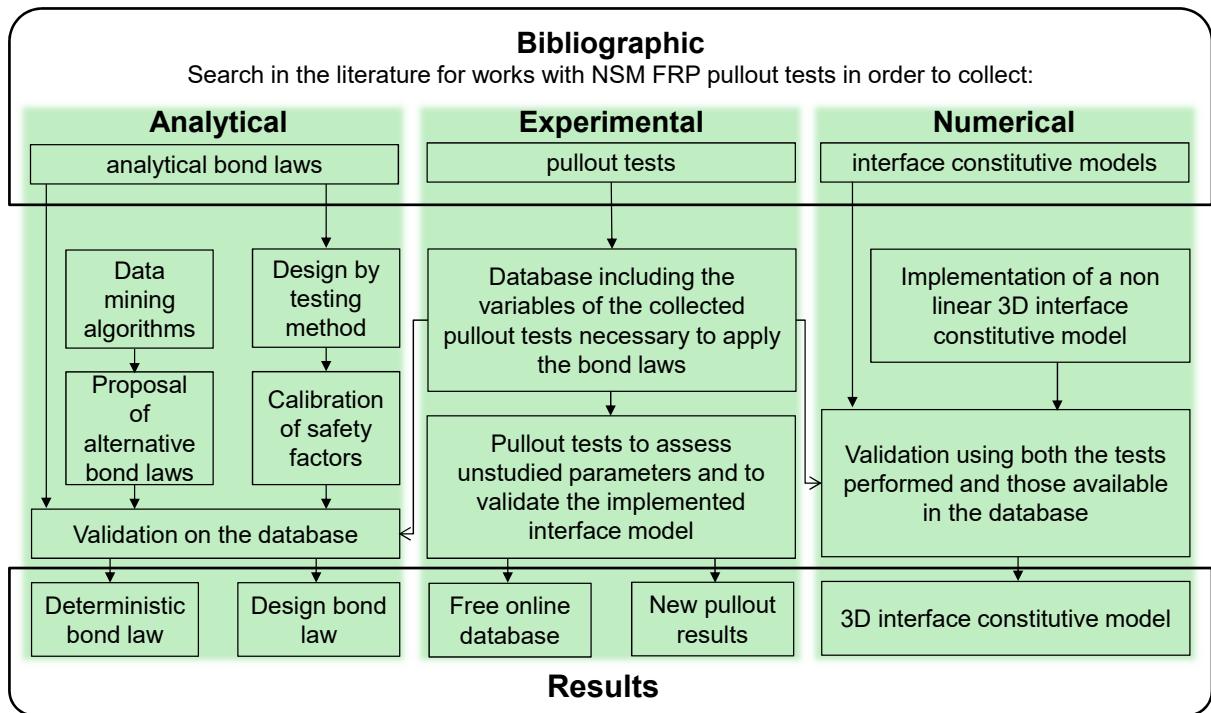 Bibliographic
Search in the literature for works with NSM FRP pullout tests in order to collect:
Analytical
analytical bond laws
Data
mining
algorithms
Proposal
of
alternative
bond laws
Design by
testing
method
Calibration
of safety
factors
Validation on the database
Deterministic
bond law
Design bond
law
Experimental
pullout tests
Database including the
variables of the collected
pullout tests necessary to apply
the bond laws
Pullout tests to assess
unstudied parameters and to
validate the implemented
interface model
Free online
database
New pullout
results
Numerical
interface constitutive models
Implementation of a non
linear 3D interface
constitutive model
Validation using both the tests
performed and those available
in the database
3D interface constitutive model
Results